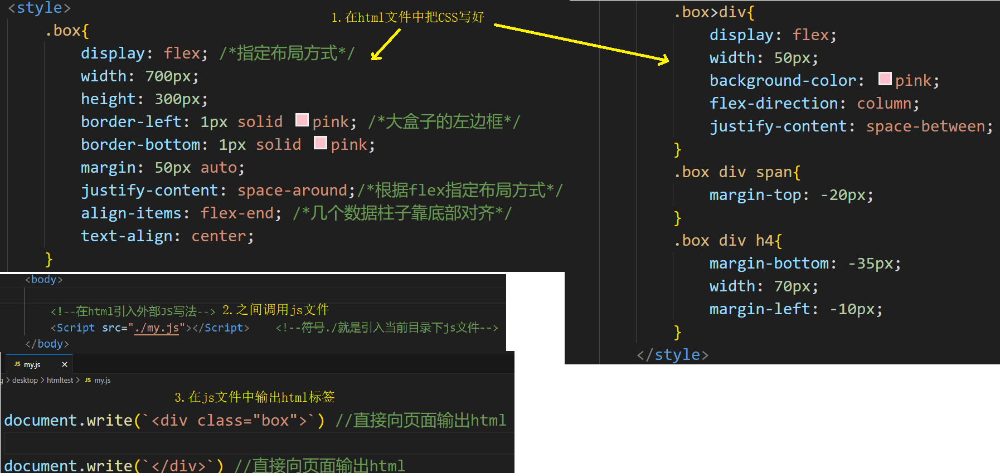 <style>
1.在html文件中把CSS写好
.box{
display: flex; /*指定布局方式*/
width: 700px;
height: 300px;
border-left: 1px solid pink; /*大盒子的左边框*/
border-bottom: 1px solid pink;
margin: 50px auto;
justify-content: space-around;/*根据flex指定布局方式*/
align-items: flex-end; /*几个数据柱子靠底部对齐*/
text-align: center;
}
.box>div{
display: flex;
width: 50px;
background-color: pink;
flex-direction: column;
justify-content: space-between;
}
.box div span{
margin-top: -20px;
}
.box div h4{
margin-bottom: -35px;
width: 70px;
margin-left: -10px;
}
</style>
<body>
<!--在html引入外部JS写法--> 2.之间调用js文件
<Script src="./my.js"></Script> <!--符号./就是引入当前目录下js文件-->
</body>
JS my.js ×
g > desktop > htmltest > JS my.js
3.在js文件中输出html标签
document.write(`<div class="box">`) //直接向页面输出html
document.write(`</div>`) //直接向页面输出html